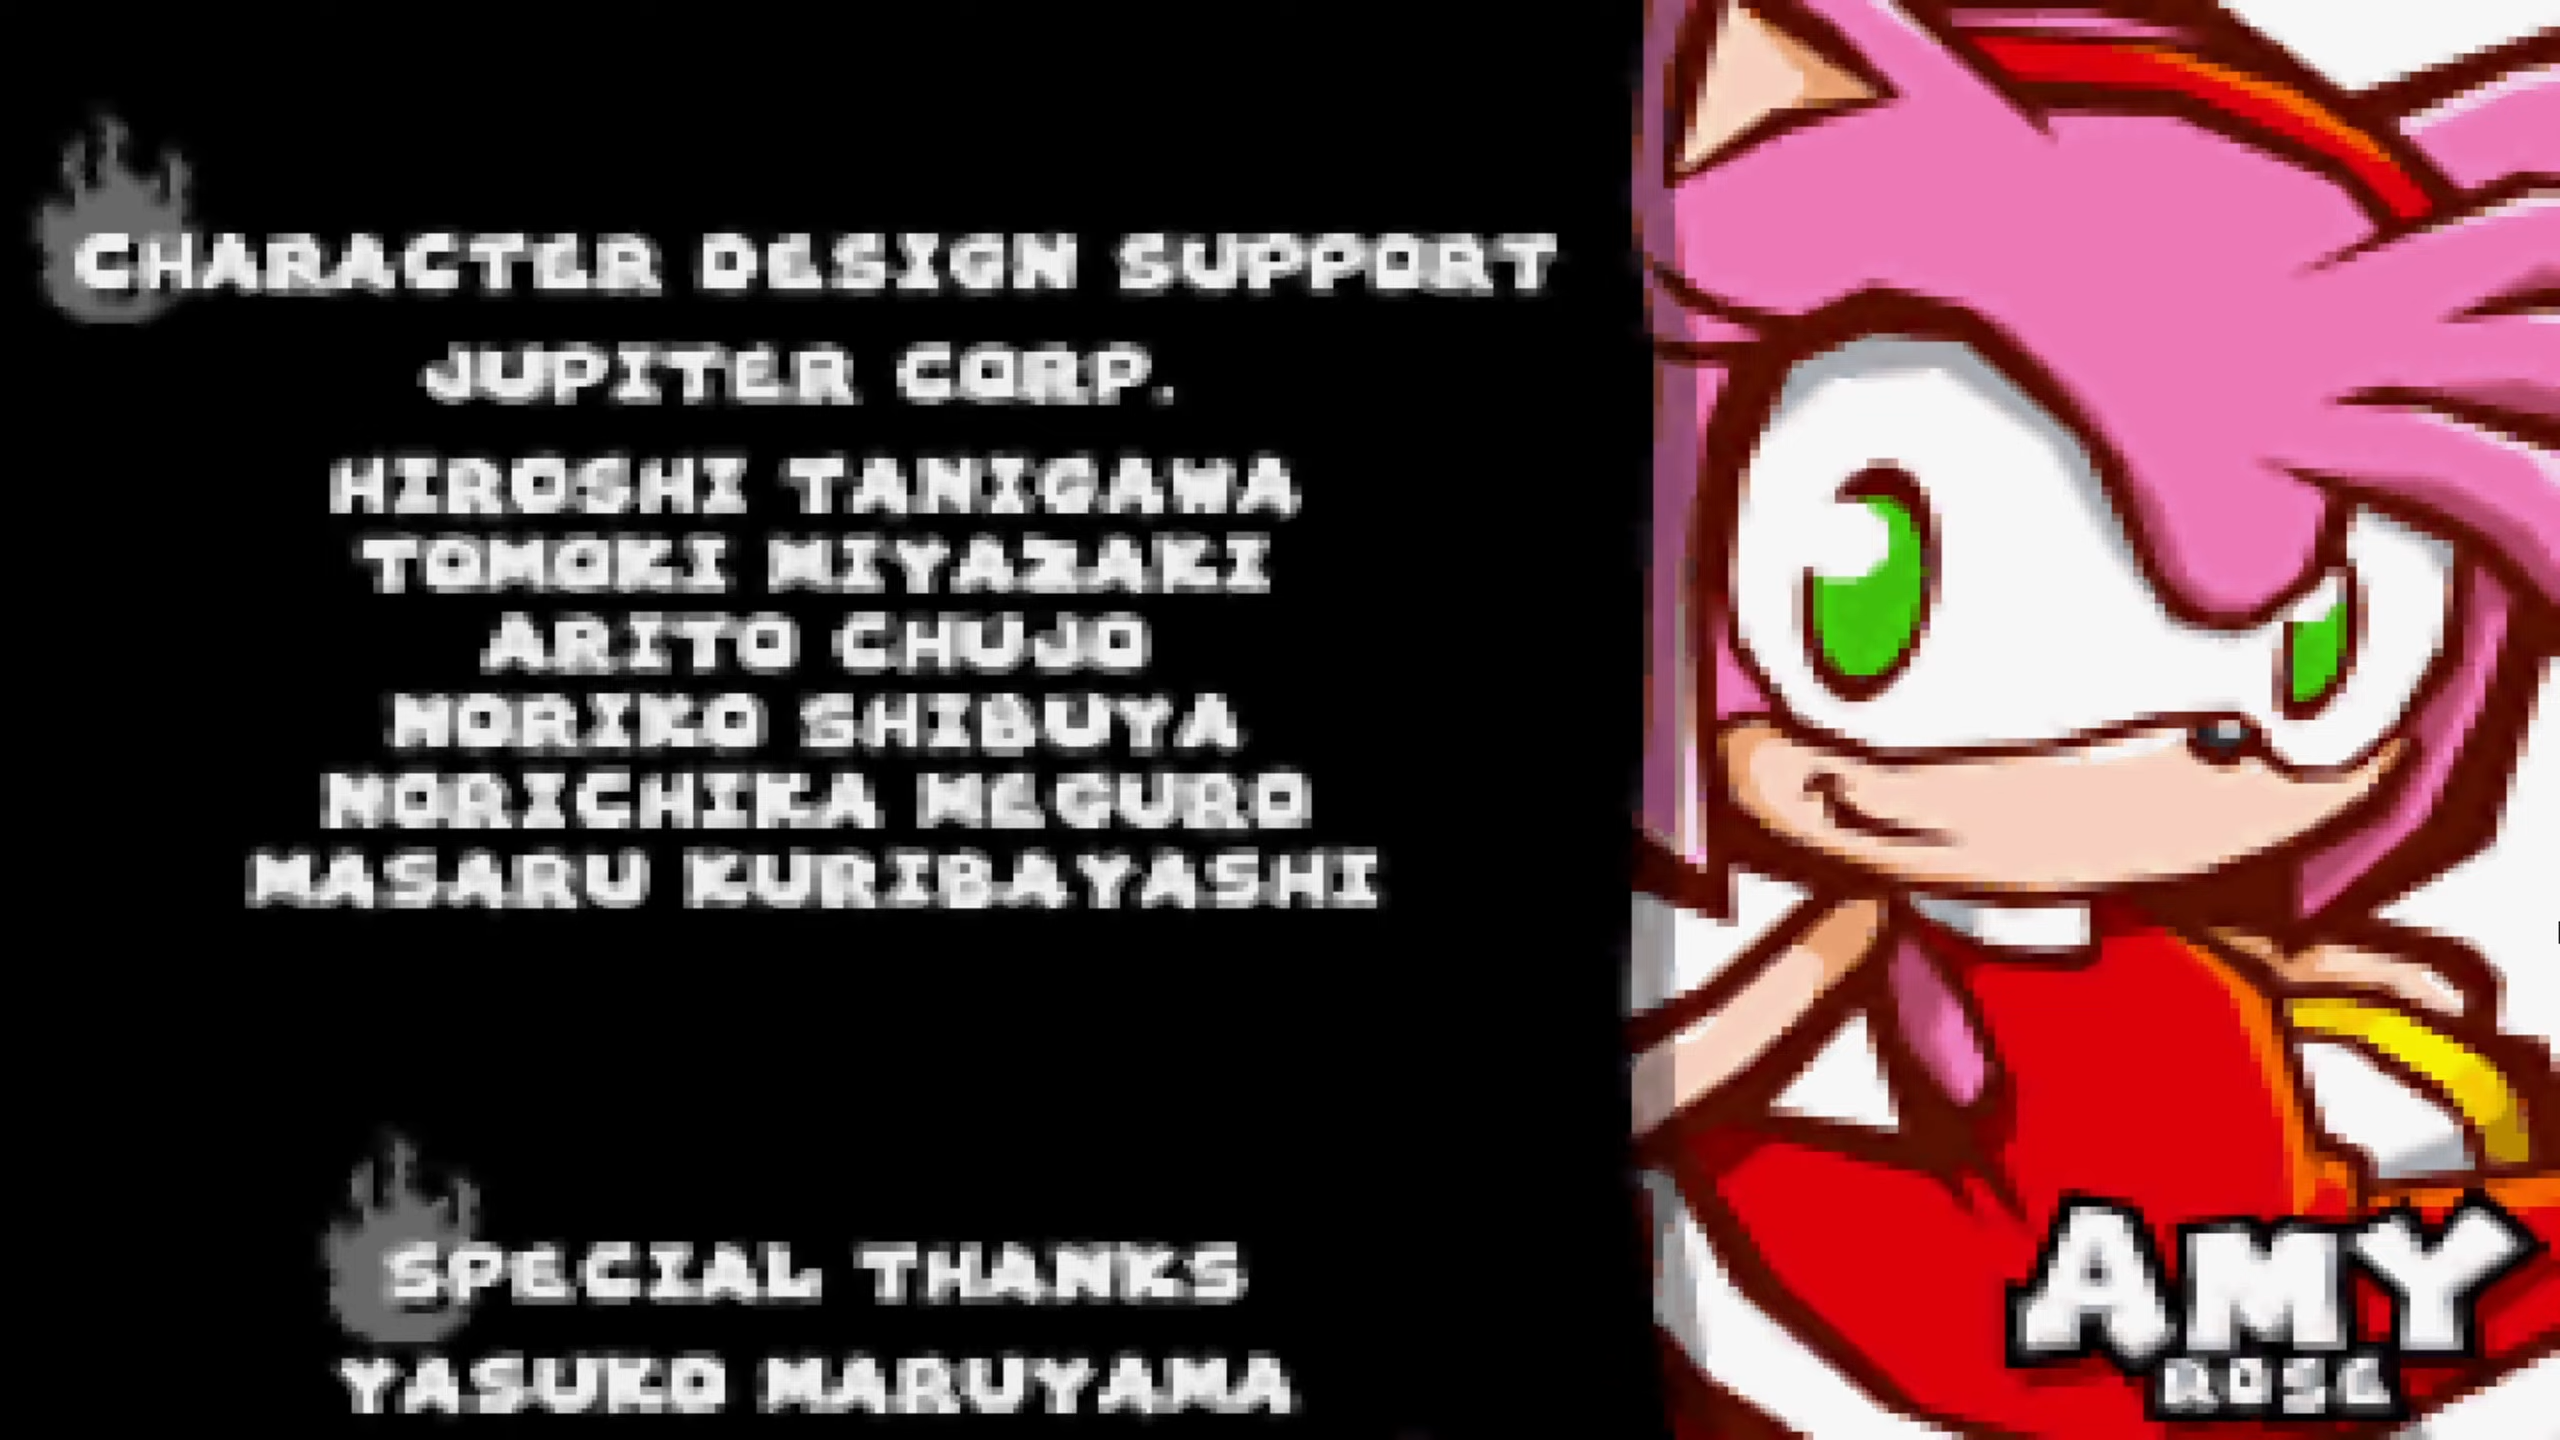 CHARACTER DESIGN SUPPORT
JUPITER CORP.
HIROSHI TANIGAWA
TOMOKI MIYAZAKI
ARITO CHUJO
NORIKO SHIBUYA
NORICHIKA MEGURO
MASARU KURIBAYASHI
SPECIAL THANKS
YASUKO MARUYAMA
AMY
ROSE